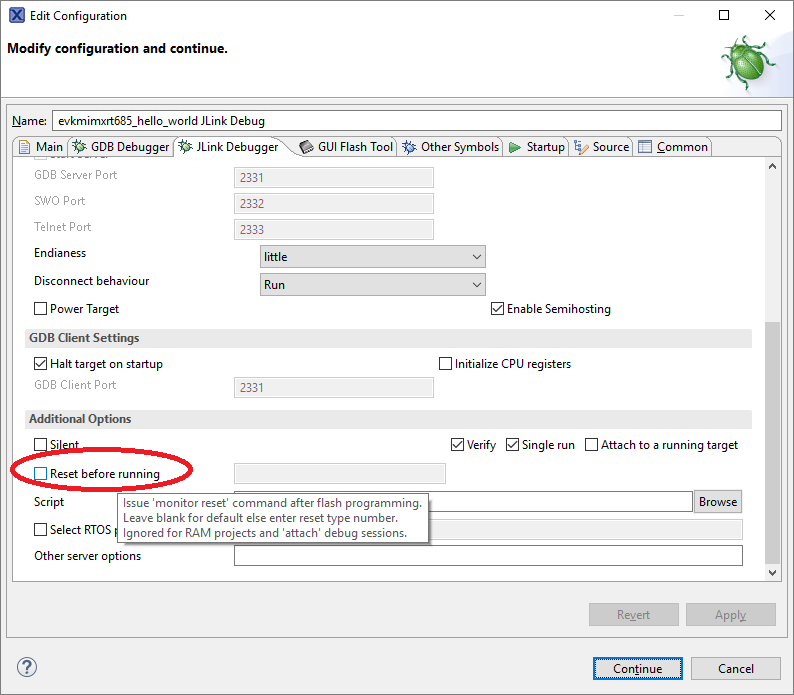 Edit Configuration
Modify configuration and continue.
Name: evkmimxrt685_hello_world JLink Debug
Main GDB Debugger JLink Debugger GUI Flash Tool Other Symbols Startup Source Common
GDB Server Port 2331
SWO Port 2332
Telnet Port 2333
Endianess little
Disconnect behaviour Run
Power Target Enable Semihosting
GDB Client Settings
Halt target on startup Initialize CPU registers
GDB Client Port 2331
Additional Options
Silent Verify Single run Attach to a running target
Reset before running
Script Browse
Issue 'monitor reset' command after flash programming.
Leave blank for default else enter reset type number.
Ignored for RAM projects and 'attach' debug sessions.
Select RTOS
Other server options
Revert Apply
? Continue Cancel